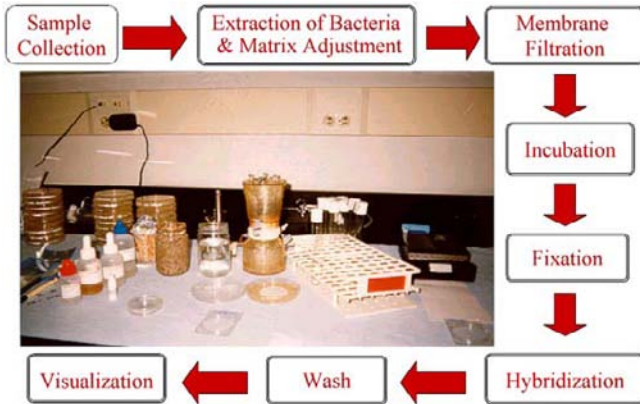 Sample
Collection
Extraction of Bacteria
& Matrix Adjustment
Membrane
Filtration
Incubation
Fixation
Hybridization
Wash
Visualization